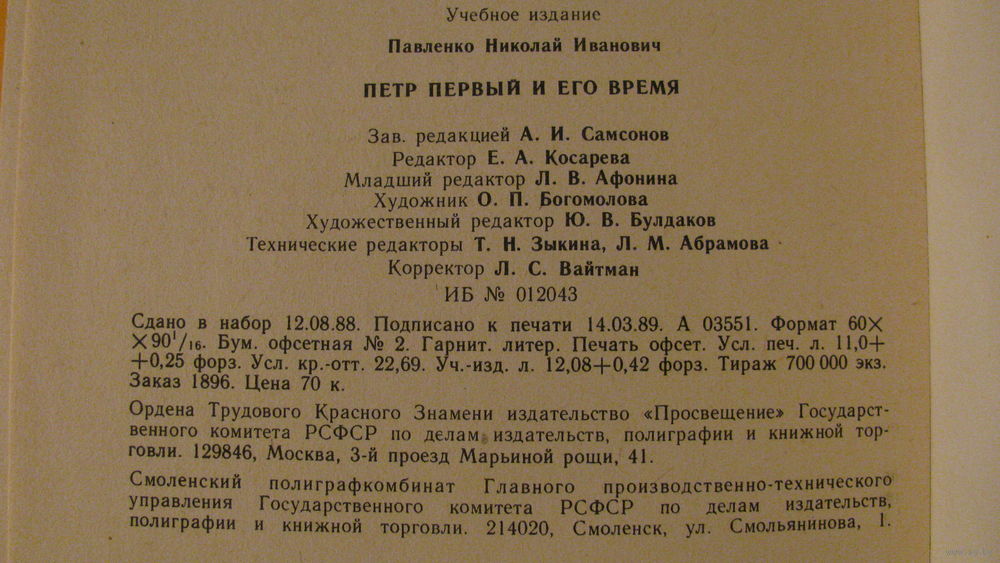 Учебное издание
Павленко Николай Иванович
ПЕТР ПЕРВЫЙ И ЕГО ВРЕМЯ
Зав. редакцией А. И. Самсонов
Редактор Е. А. Косарева
Младший редактор Л. В. Афонина
Художник О. П. Богомолова
Художественный редактор Ю. В. Булдаков
Технические редакторы Т. Н. Зыкина, Л. М. Абрамова
Корректор Л. С. Вайтман
ИБ № 012043
Сдано в набор 12.08.88. Подписано к печати 14.03.89. А 03551. Формат 60×
×90¹/₁₆. Бум. офсетная № 2. Гарнит. литер. Печать офсет. Усл. печ. л. 11,0+
+0,25 форз. Усл. кр.-отт. 22,69. Уч.-изд. л. 12,08+0,42 форз. Тираж 700 000 экз.
Заказ 1896. Цена 70 к.
Ордена Трудового Красного Знамени издательство «Просвещение» Государст-
венного комитета РСФСР по делам издательств, полиграфии и книжной тор-
говли. 129846, Москва, 3-й проезд Марьиной рощи, 41.
Смоленский полиграфкомбинат Главного производственно-технического
управления Государственного комитета РСФСР по делам издательств,
полиграфии и книжной торговли. 214020, Смоленск, ул. Смольянинова, 1.